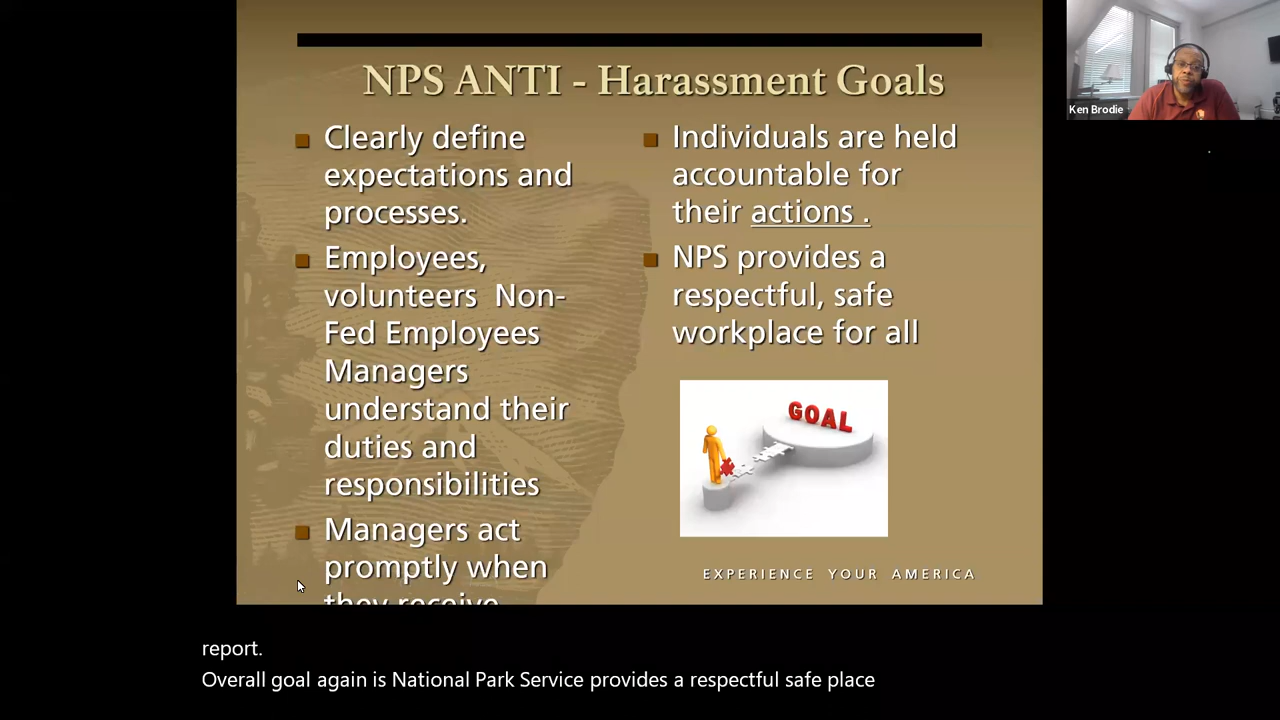 NPS ANTI - Harassment Goals
Clearly define
expectations and
processes.
Employees,
volunteers  Non-
Fed Employees
Managers
understand their
duties and
responsibilities
Managers act
promptly when
they receive
Individuals are held
accountable for
their actions .
NPS provides a
respectful, safe
workplace for all
GOAL
EXPERIENCE YOUR AMERICA
Ken Brodie
report.
Overall goal again is National Park Service provides a respectful safe place